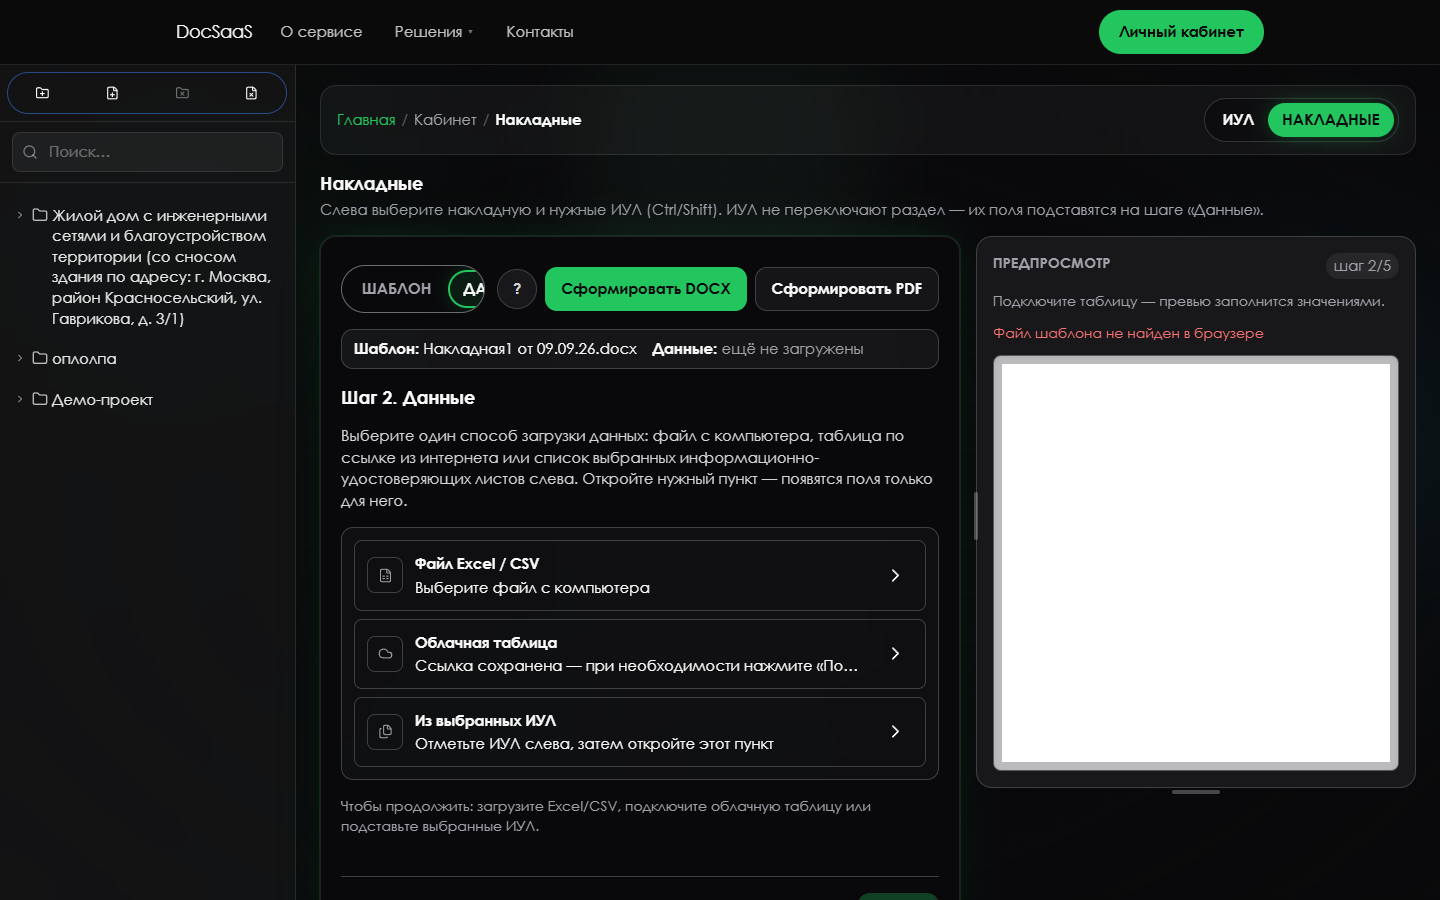 DocSaaS
О сервисе
Решения
Контакты
Личный кабинет
Поиск...
Жилой дом с инженерными
сетями и благоустройством
территории (со сносом
здания по адресу: г. Москва,
район Красносельский, ул.
Гаврикова, д. 3/1)
оплолпа
Демо-проект
Главная / Кабинет / Накладные
ИУЛ
НАКЛАДНЫЕ
Накладные
Слева выберите накладную и нужные ИУЛ (Ctrl/Shift). ИУЛ не переключают раздел — их поля подставятся на шаге «Данные».
ШАБЛОН
ДА
?
Сформировать DOCX
Сформировать PDF
Шаблон: Накладная1 от 09.09.26.docx Данные: ещё не загружены
Шаг 2. Данные
Выберите один способ загрузки данных: файл с компьютера, таблица по
ссылке из интернета или список выбранных информационно-
удостоверяющих листов слева. Откройте нужный пункт — появятся поля только
для него.
Файл Excel / CSV
Выберите файл с компьютера
Облачная таблица
Ссылка сохранена — при необходимости нажмите «По...
Из выбранных ИУЛ
Отметьте ИУЛ слева, затем откройте этот пункт
Чтобы продолжить: загрузите Excel/CSV, подключите облачную таблицу или
подставьте выбранные ИУЛ.
ПРЕДПРОСМОТР
шаг 2/5
Подключите таблицу — превью заполнится значениями.
Файл шаблона не найден в браузере